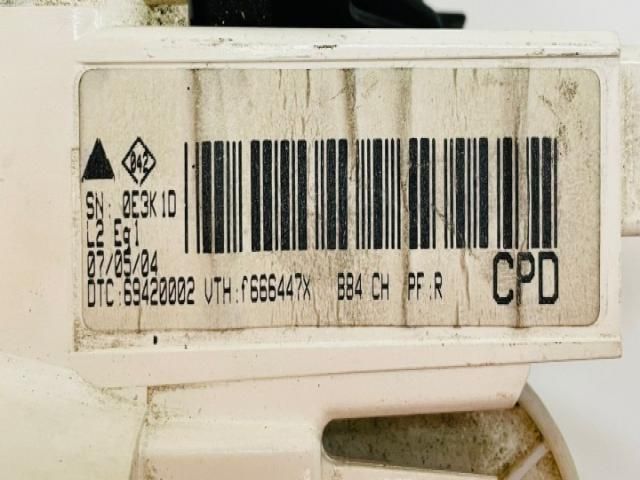 042
SN: 0E3K1D
L2 Eg1
07/05/04
DTC:69420002 VTH:f666447X BB4 CH PF:R
CPD